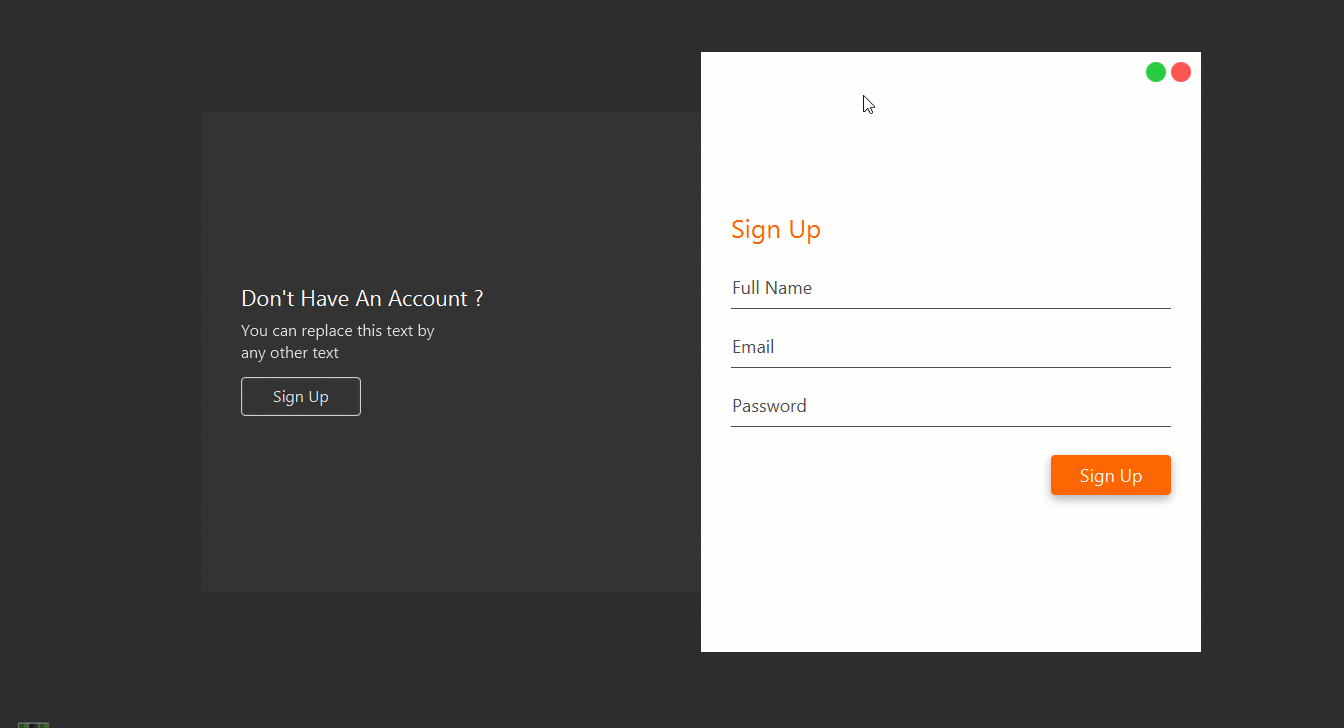 Don't Have An Account ?
You can replace this text by
any other text
Sign Up
Sign Up
Full Name
Email
Password
Sign Up